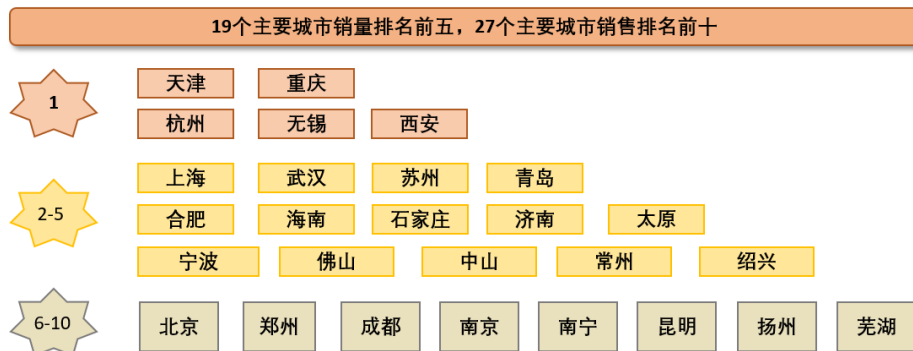 19个主要城市销量排名前五，27个主要城市销售排名前十
1
天津 重庆
杭州 无锡 西安
2-5
上海 武汉 苏州 青岛
合肥 海南 石家庄 济南 太原
宁波 佛山 中山 常州 绍兴
6-10
北京 郑州 成都 南京 南宁 昆明 扬州 芜湖